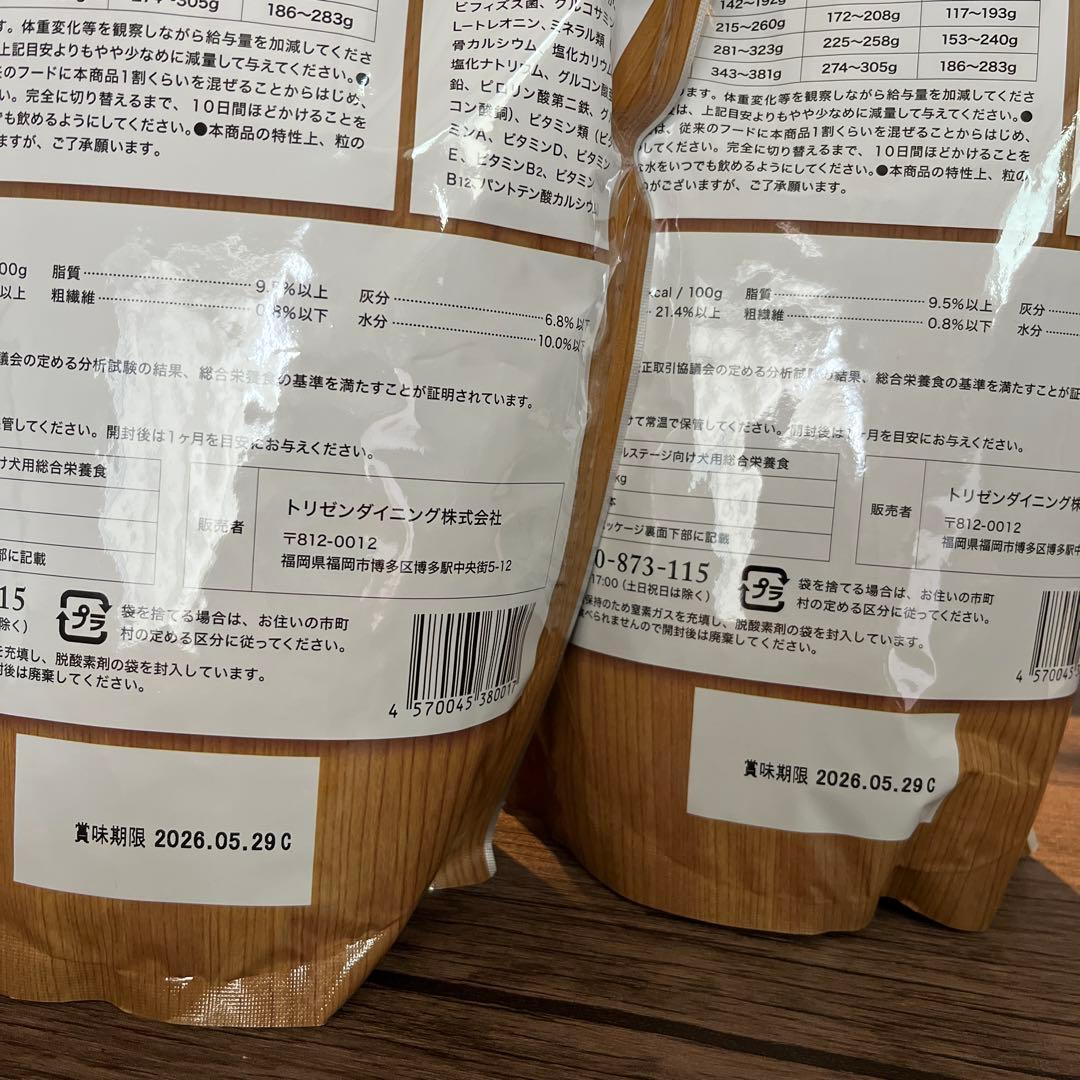 274〜305g
186〜283g
す。体重変化等を観察しながら給与量を加減してくださ
上記目安よりもやや少なめに減量して与えてください。●
来のフードに本商品1割くらいを混ぜることからはじめ、
い。完全に切り替えるまで、10日間ほどかけることを
も飲めるようにしてください。●本商品の特性上、粒の
ますが、ご了承願います。
ビフィズス菌、グルコサミン
L-トレオニン、ミネラル類（
骨カルシウム、塩化カリウム
塩化ナトリウム、グルコン酸亜
鉛、ピロリン酸第二鉄、グル
コン酸銅）、ビタミン類（ビタ
ミンA、ビタミンD、ビタミン
E、ビタミンB2、ビタミン
B12、パントテン酸カルシウム
00g
脂質 9.5%以上
灰分 6.8%以下
以上
粗繊維 0.8%以下
水分 10.0%以下
議会の定める分析試験の結果、総合栄養食の基準を満たすことが証明されています。
保管してください。開封後は1ヶ月を目安にお与えください。
け犬用総合栄養食
部に記載
販売者
トリゼンダイニング株式会社
〒812-0012
福岡県福岡市博多区博多駅中央街5-12
15
除く）
プラ
袋を捨てる場合は、お住いの市町
村の定める区分に従ってください。
を充填し、脱酸素剤の袋を封入しています。
封後は廃棄してください。
4 570045 380017
賞味期限 2026.05.29C
142〜192g
215〜260g
172〜208g
117〜193g
281〜323g
225〜258g
153〜240g
343〜381g
274〜305g
186〜283g
ります。体重変化等を観察しながら給与量を加減してくださ
は、上記目安よりもやや少なめに減量して与えてください。●
は、従来のフードに本商品1割くらいを混ぜることからはじめ、
してください。完全に切り替えるまで、10日間ほどかけることを
水をいつでも飲めるようにしてください。●本商品の特性上、粒の
がございますが、ご了承願います。
kcal / 100g
脂質 9.5%以上
灰分
21.4%以上
粗繊維 0.8%以下
水分
正取引協議会の定める分析試験の結果、総合栄養食の基準を満たすことが証
けて常温で保管してください。開封後は1ヶ月を目安にお与えください。
ルステージ向け犬用総合栄養食
kg
本
パッケージ裏面下部に記載
販売者
トリゼンダイニング株
〒812-0012
福岡県福岡市博多区博多駅中
0-873-115
17:00（土日祝日は除く）
プラ
袋を捨てる場合は、お住いの市町
村の定める区分に従ってください。
保持のため窒素ガスを充填し、脱酸素剤の袋を封入しています。
食べられませんので開封後は廃棄してください。
4 570045
賞味期限 2026.05.29C